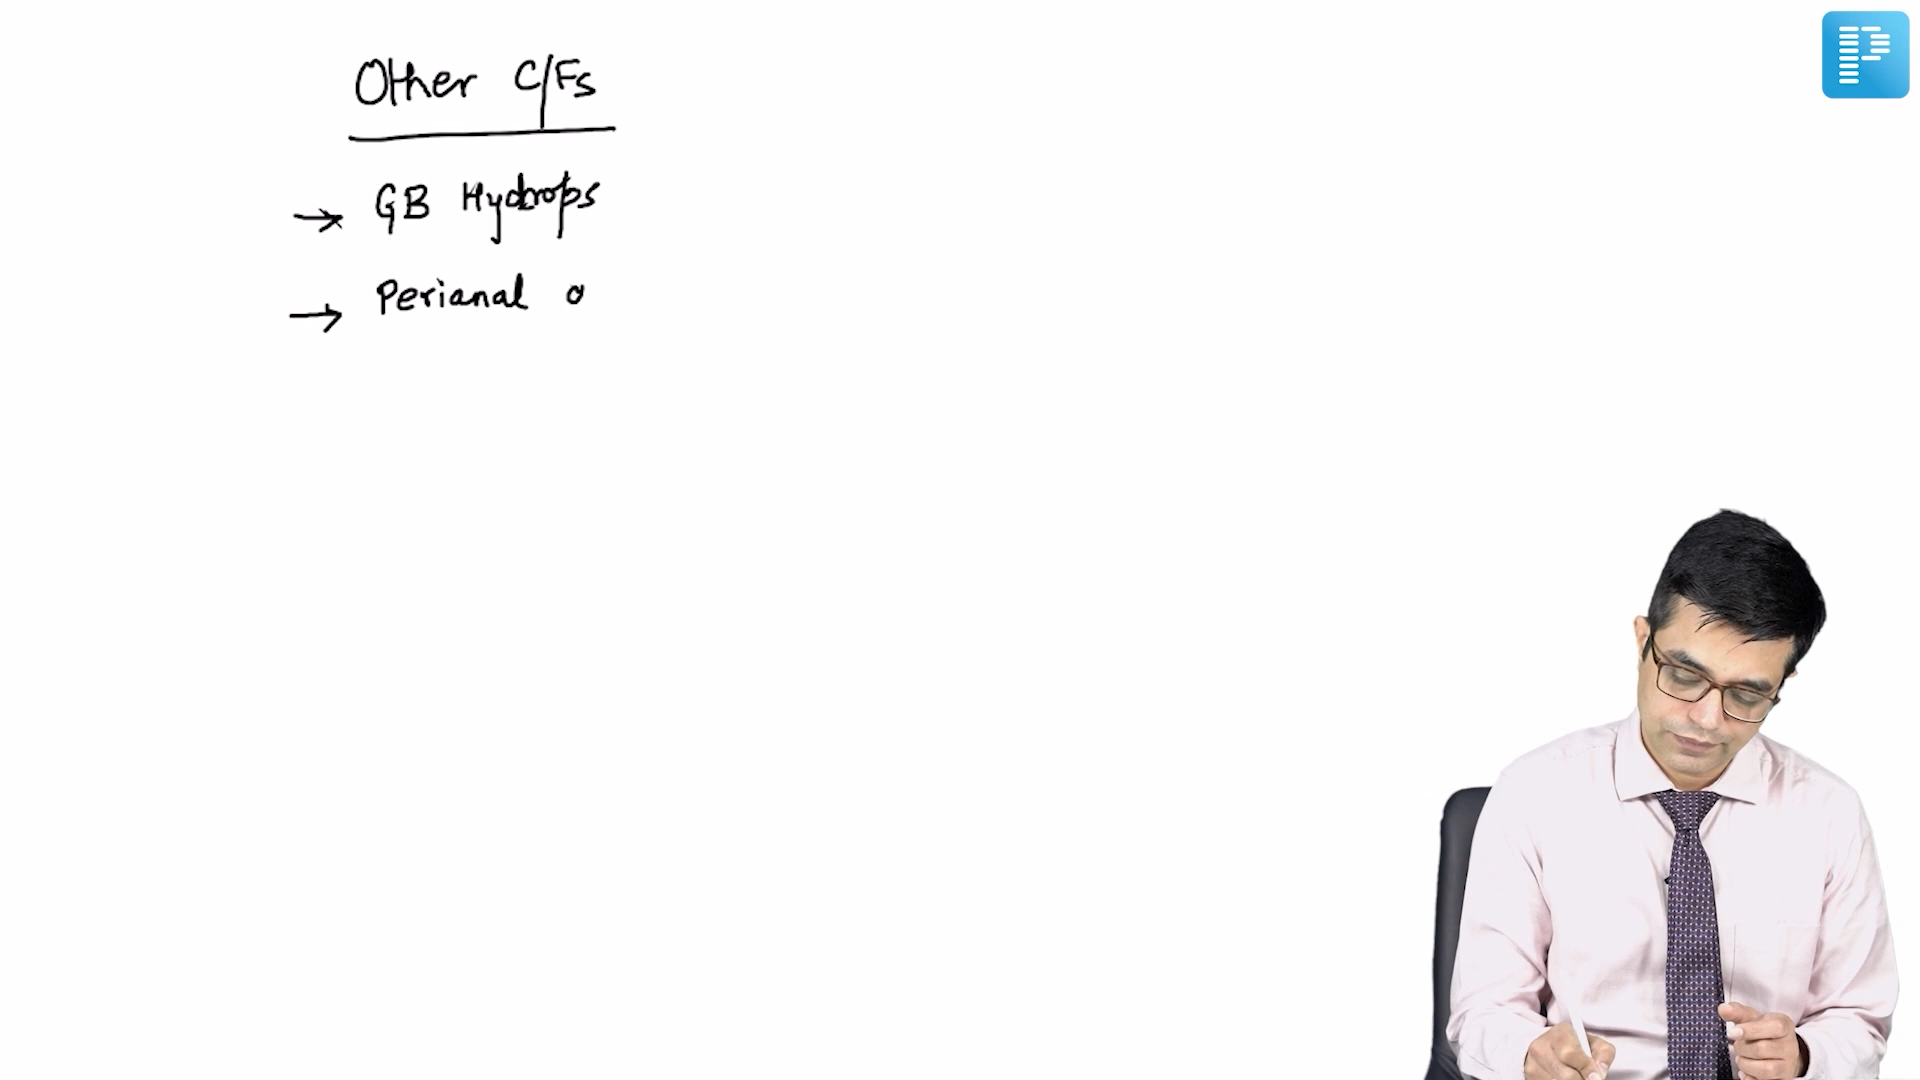 Other C/Fs
→ GB Hydrops
→ Perianal o